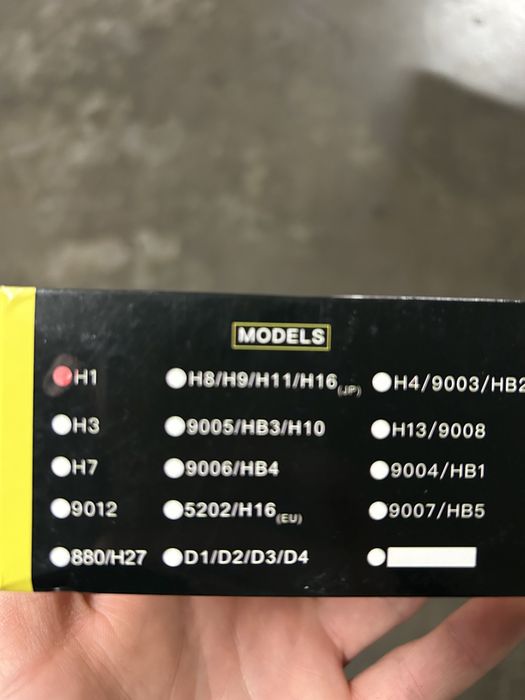 MODELS
H1 H8/H9/H11/H16(JP) H4/9003/HB2
H3 9005/HB3/H10 H13/9008
H7 9006/HB4 9004/HB1
9012 5202/H16(EU) 9007/HB5
880/H27 D1/D2/D3/D4